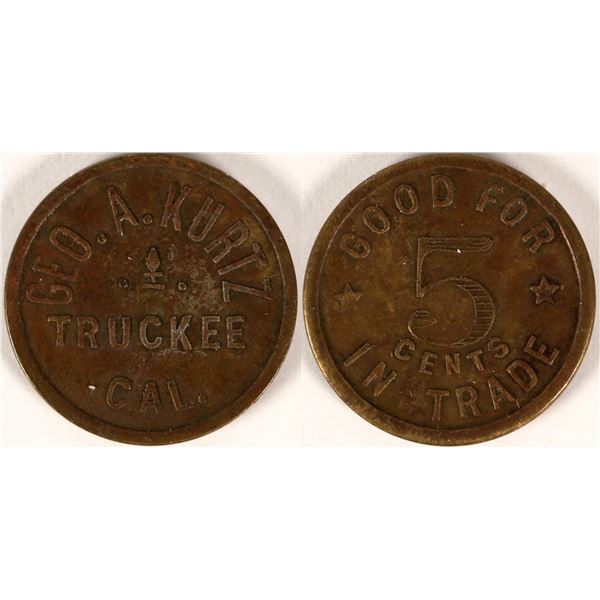 GEO. A. KURTZ
TRUCKEE
CAL.
GOOD FOR
5
CENTS
IN TRADE